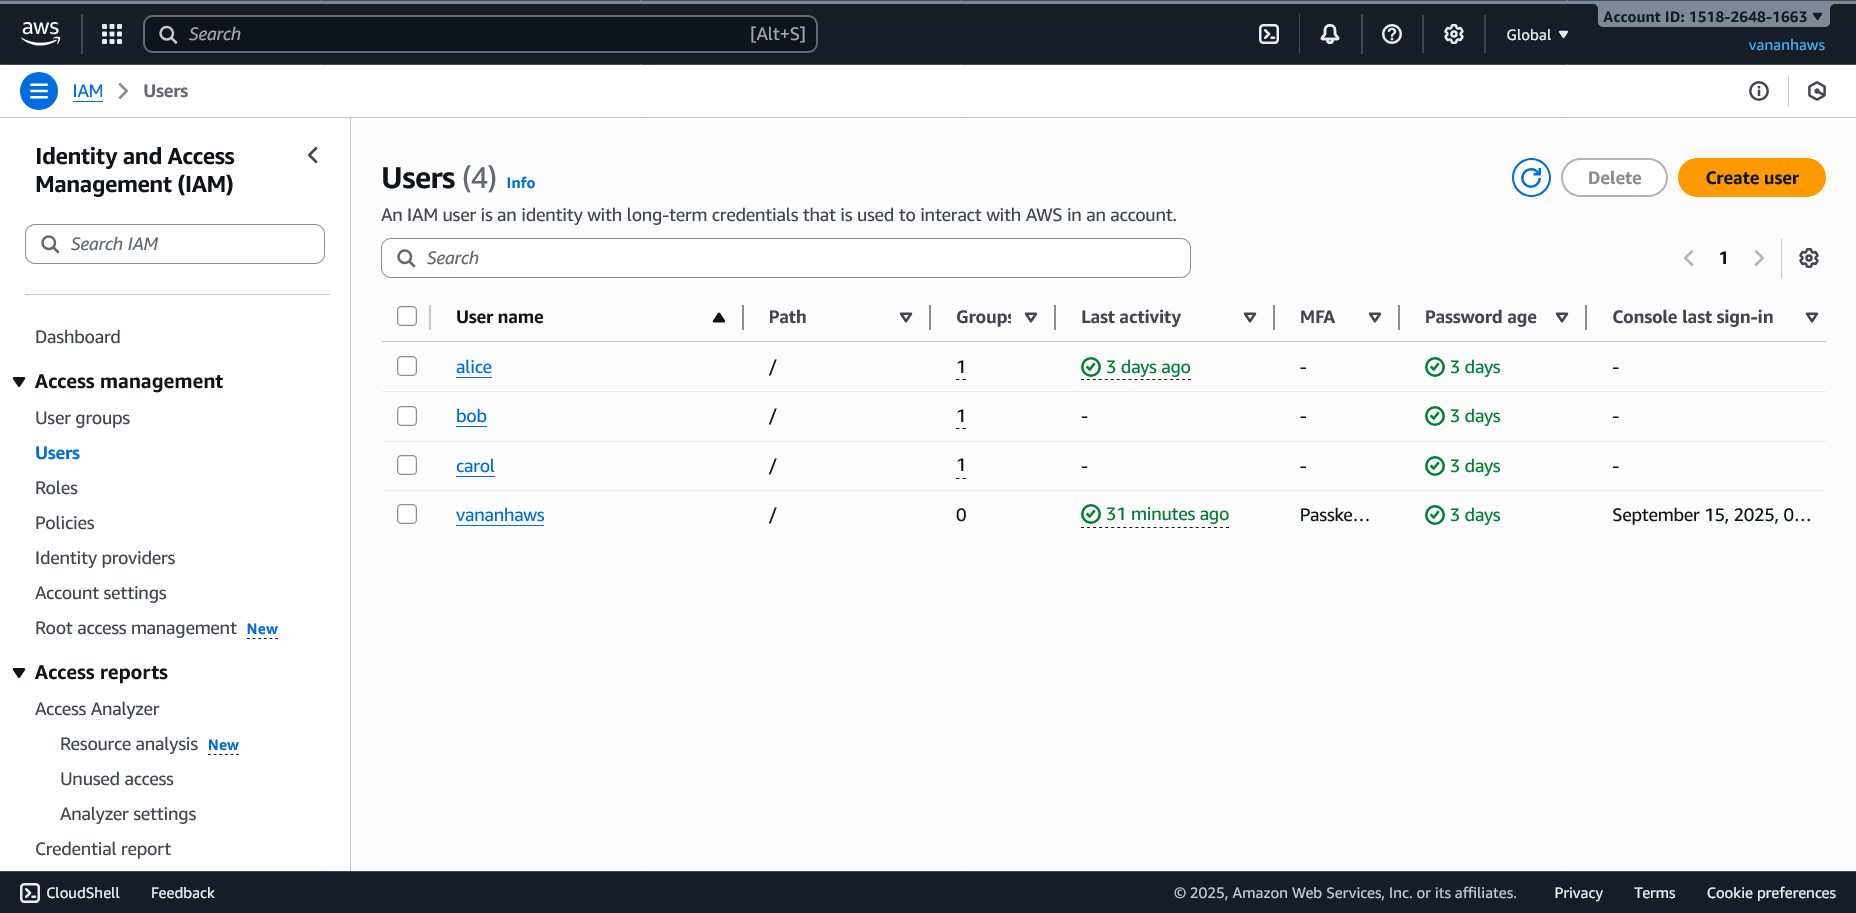 aws
Search [Alt+S]
Global
Account ID: 1518-2648-1663
vananhaws
IAM
Users
Identity and Access
Management (IAM)
Search IAM
Dashboard
Access management
User groups
Users
Roles
Policies
Identity providers
Account settings
Root access management New
Access reports
Access Analyzer
Resource analysis New
Unused access
Analyzer settings
Credential report
Users (4) Info
Delete
Create user
An IAM user is an identity with long-term credentials that is used to interact with AWS in an account.
Search
1
User name Path Groups Last activity MFA Password age Console last sign-in
alice / 1 3 days ago - 3 days -
bob / 1 - - 3 days -
carol / 1 - - 3 days -
vananhaws / 0 31 minutes ago Passke... 3 days September 15, 2025, 0...
CloudShell Feedback © 2025, Amazon Web Services, Inc. or its affiliates. Privacy Terms Cookie preferences